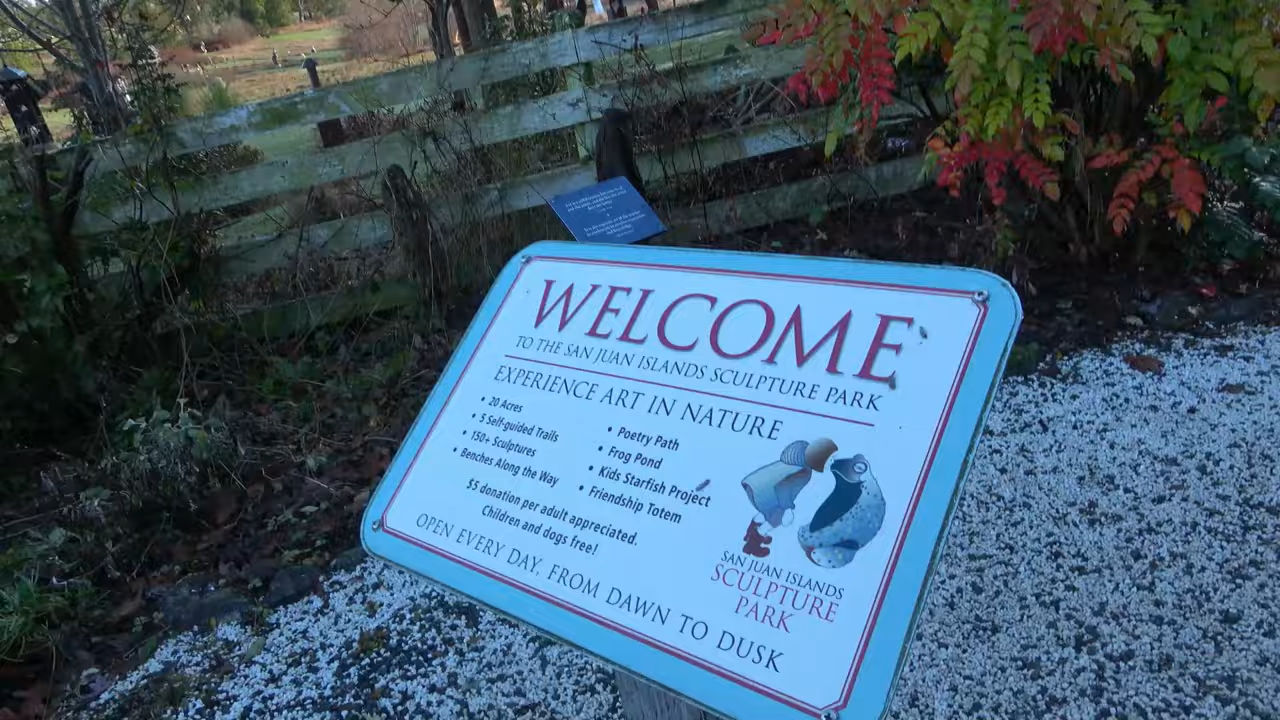 WELCOME
TO THE SAN JUAN ISLANDS SCULPTURE PARK
EXPERIENCE ART IN NATURE
• 20 Acres
• 5 Self-guided Trails
• 150+ Sculptures
• Benches Along the Way
• Poetry Path
• Frog Pond
• Kids Starfish Project
• Friendship Totem
$5 donation per adult appreciated.
Children and dogs free!
OPEN EVERY DAY, FROM DAWN TO DUSK
SAN JUAN ISLANDS
SCULPTURE
PARK